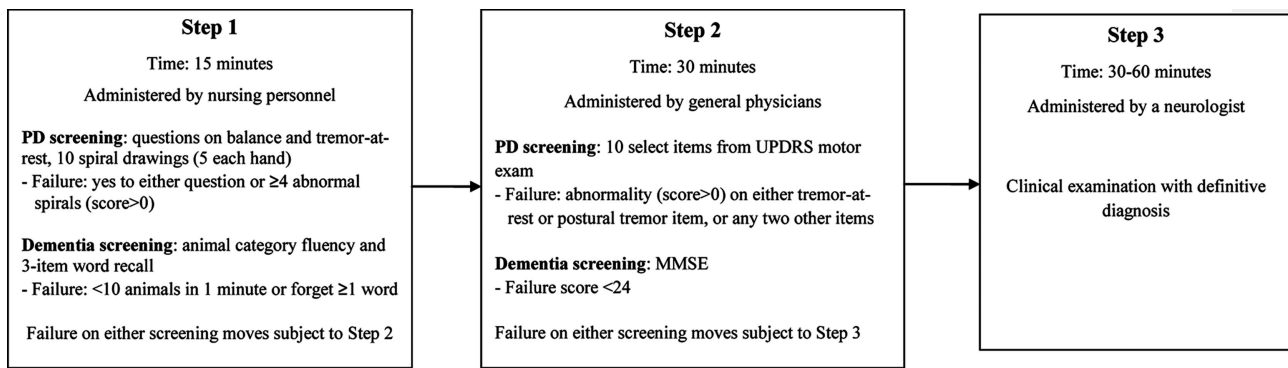 Step 1
Time: 15 minutes
Administered by nursing personnel
PD screening: questions on balance and tremor-at-
rest, 10 spiral drawings (5 each hand)
- Failure: yes to either question or ≥4 abnormal
spirals (score>0)
Dementia screening: animal category fluency and
3-item word recall
- Failure: <10 animals in 1 minute or forget ≥1 word
Failure on either screening moves subject to Step 2
Step 2
Time: 30 minutes
Administered by general physicians
PD screening: 10 select items from UPDRS motor
exam
- Failure: abnormality (score>0) on either tremor-at-
rest or postural tremor item, or any two other items
Dementia screening: MMSE
- Failure score <24
Failure on either screening moves subject to Step 3
Step 3
Time: 30-60 minutes
Administered by a neurologist
Clinical examination with definitive
diagnosis